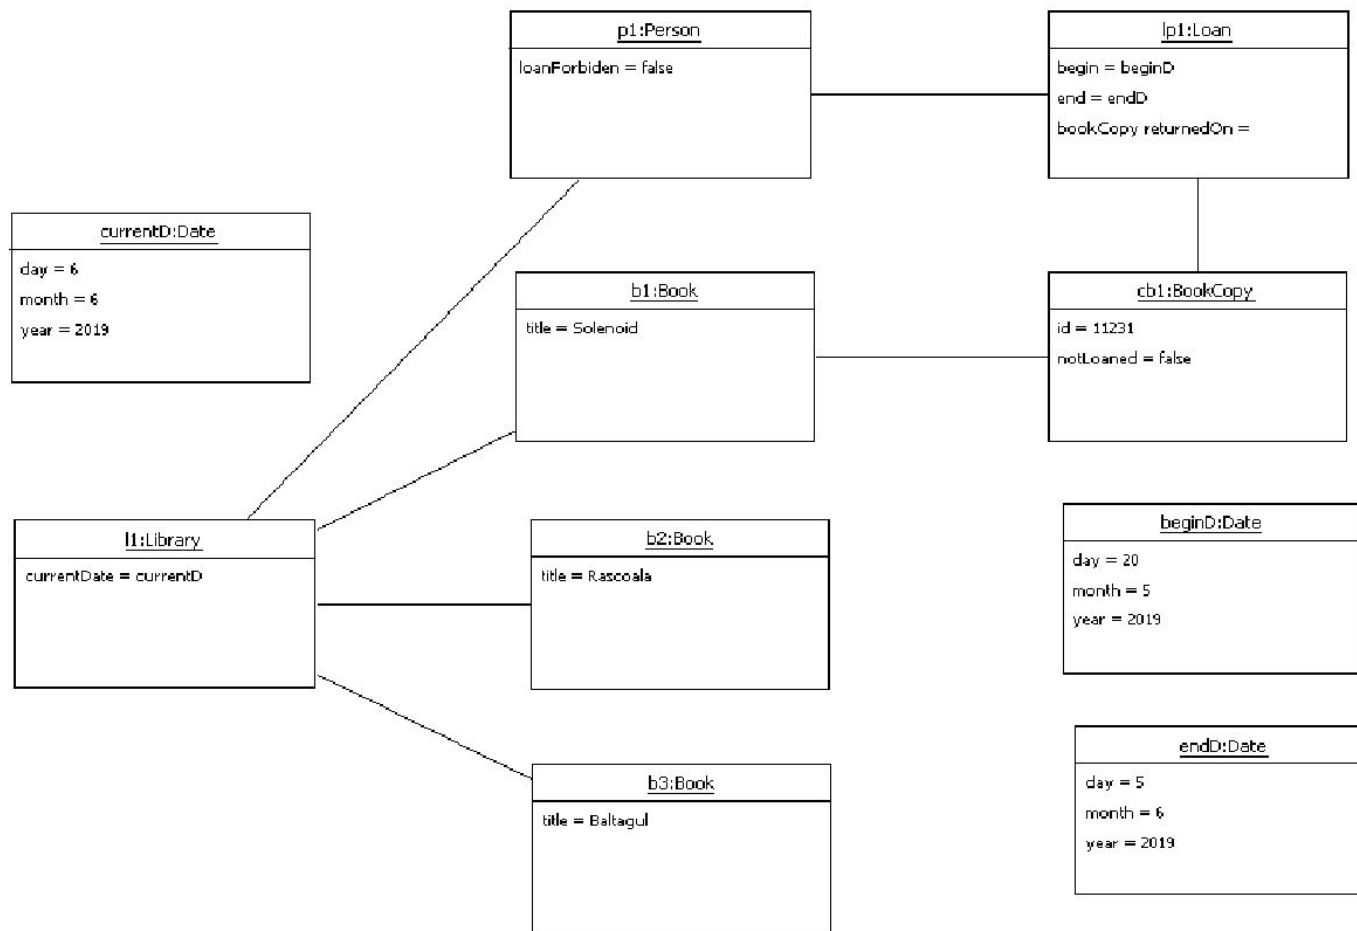 p1:Person
loanForbiden = false
lp1:Loan
begin = beginD
end = endD
bookCopy returnedOn =
currentD:Date
day = 6
month = 6
year = 2019
b1:Book
title = Solenoid
cb1:BookCopy
id = 11231
notLoaned = false
l1:Library
currentDate = currentD
b2:Book
title = Rascoala
beginD:Date
day = 20
month = 5
year = 2019
b3:Book
title = Baltagul
endD:Date
day = 5
month = 6
year = 2019